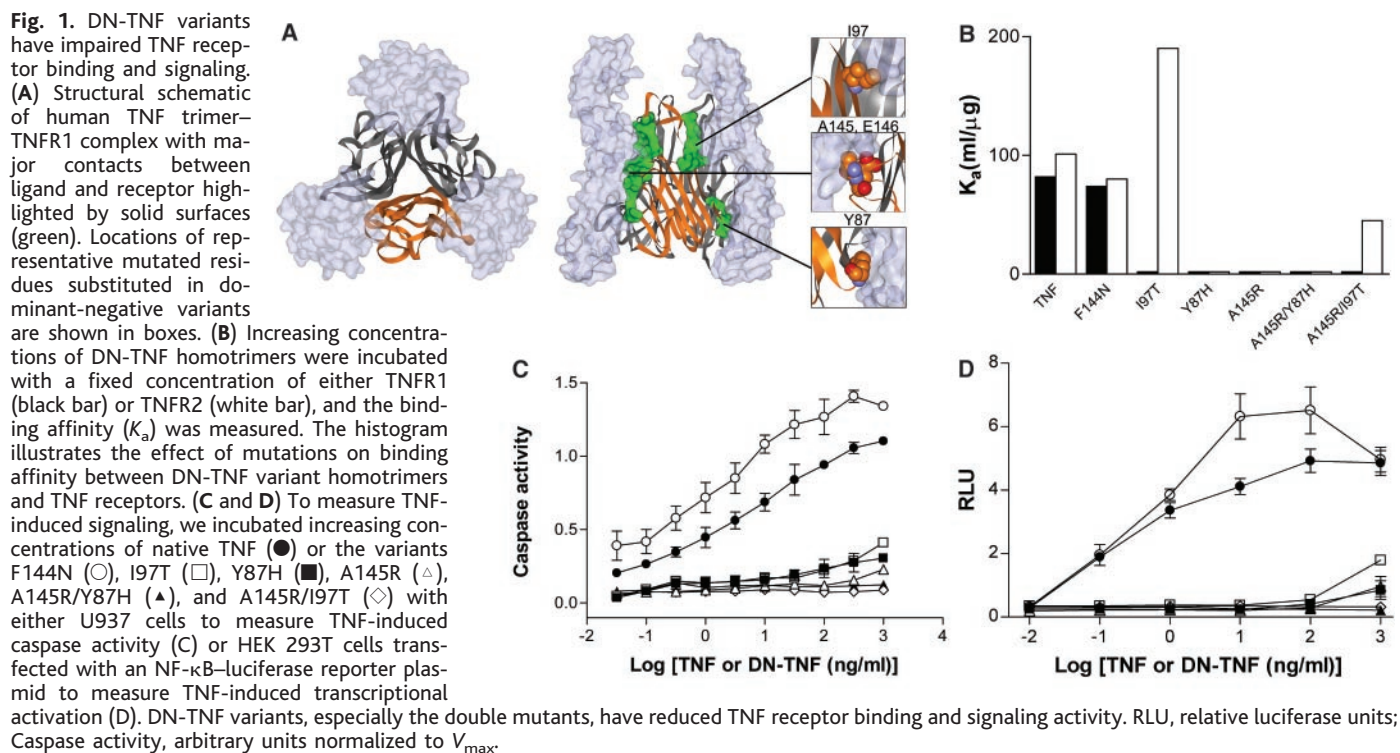 Fig. 1. DN-TNF variants
have impaired TNF recep-
tor binding and signaling.
(A) Structural schematic
of human TNF trimer–
TNFR1 complex with ma-
jor contacts between
ligand and receptor high-
lighted by solid surfaces
(green). Locations of rep-
resentative mutated resi-
dues substituted in do-
minant-negative variants
are shown in boxes. (B) Increasing concentra-
tions of DN-TNF homotrimers were incubated
with a fixed concentration of either TNFR1
(black bar) or TNFR2 (white bar), and the bind-
ing affinity (Ka) was measured. The histogram
illustrates the effect of mutations on binding
affinity between DN-TNF variant homotrimers
and TNF receptors. (C and D) To measure TNF-
induced signaling, we incubated increasing con-
centrations of native TNF (●) or the variants
F144N (○), I97T (□), Y87H (■), A145R (△),
A145R/Y87H (▲), and A145R/I97T (◇) with
either U937 cells to measure TNF-induced
caspase activity (C) or HEK 293T cells trans-
fected with an NF-κB–luciferase reporter plas-
mid to measure TNF-induced transcriptional
activation (D). DN-TNF variants, especially the double mutants, have reduced TNF receptor binding and signaling activity. RLU, relative luciferase units;
Caspase activity, arbitrary units normalized to Vmax.
A
I97
A145, E146
Y87
B
Ka(ml/μg)
200
100
0
TNF
F144N
I97T
Y87H
A145R
A145R/Y87H
A145R/I97T
C
Caspase activity
1.5
1.0
0.5
0.0
-2 -1 0 1 2 3 4
Log [TNF or DN-TNF (ng/ml)]
D
RLU
8
6
4
2
0
-2 -1 0 1 2 3
Log [TNF or DN-TNF (ng/ml)]